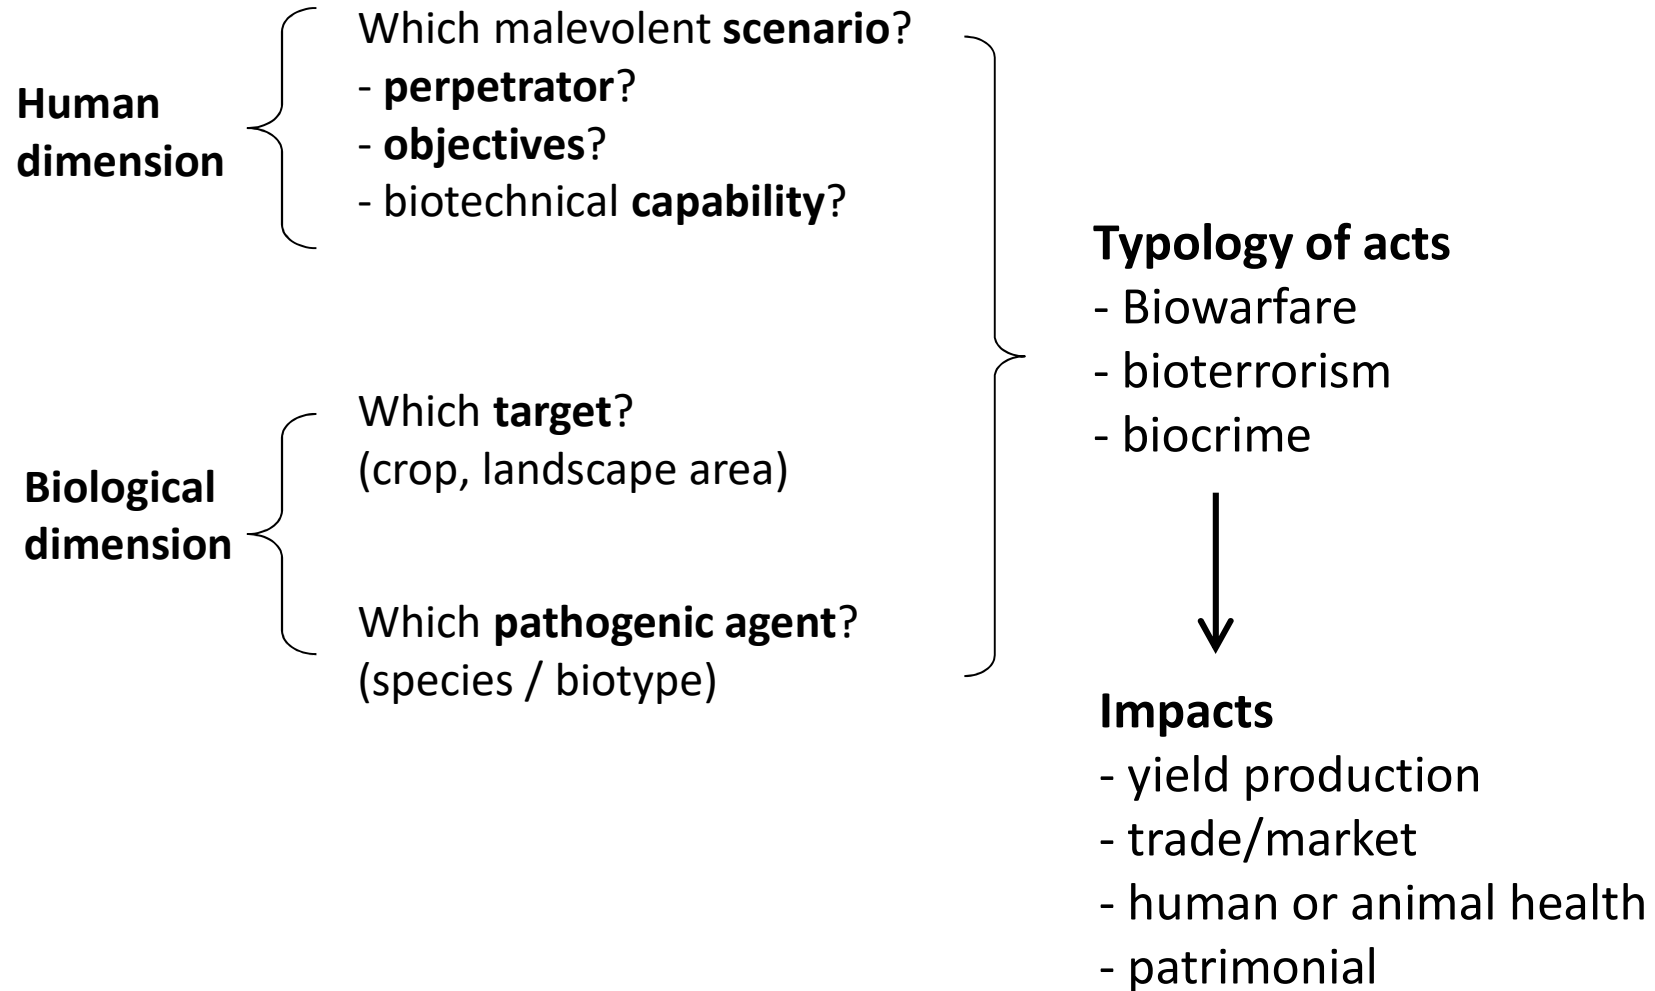 Human
dimension
Which malevolent scenario?
- perpetrator?
- objectives?
- biotechnical capability?
Biological
dimension
Which target?
(crop, landscape area)
Which pathogenic agent?
(species / biotype)
Typology of acts
- Biowarfare
- bioterrorism
- biocrime
Impacts
- yield production
- trade/market
- human or animal health
- patrimonial